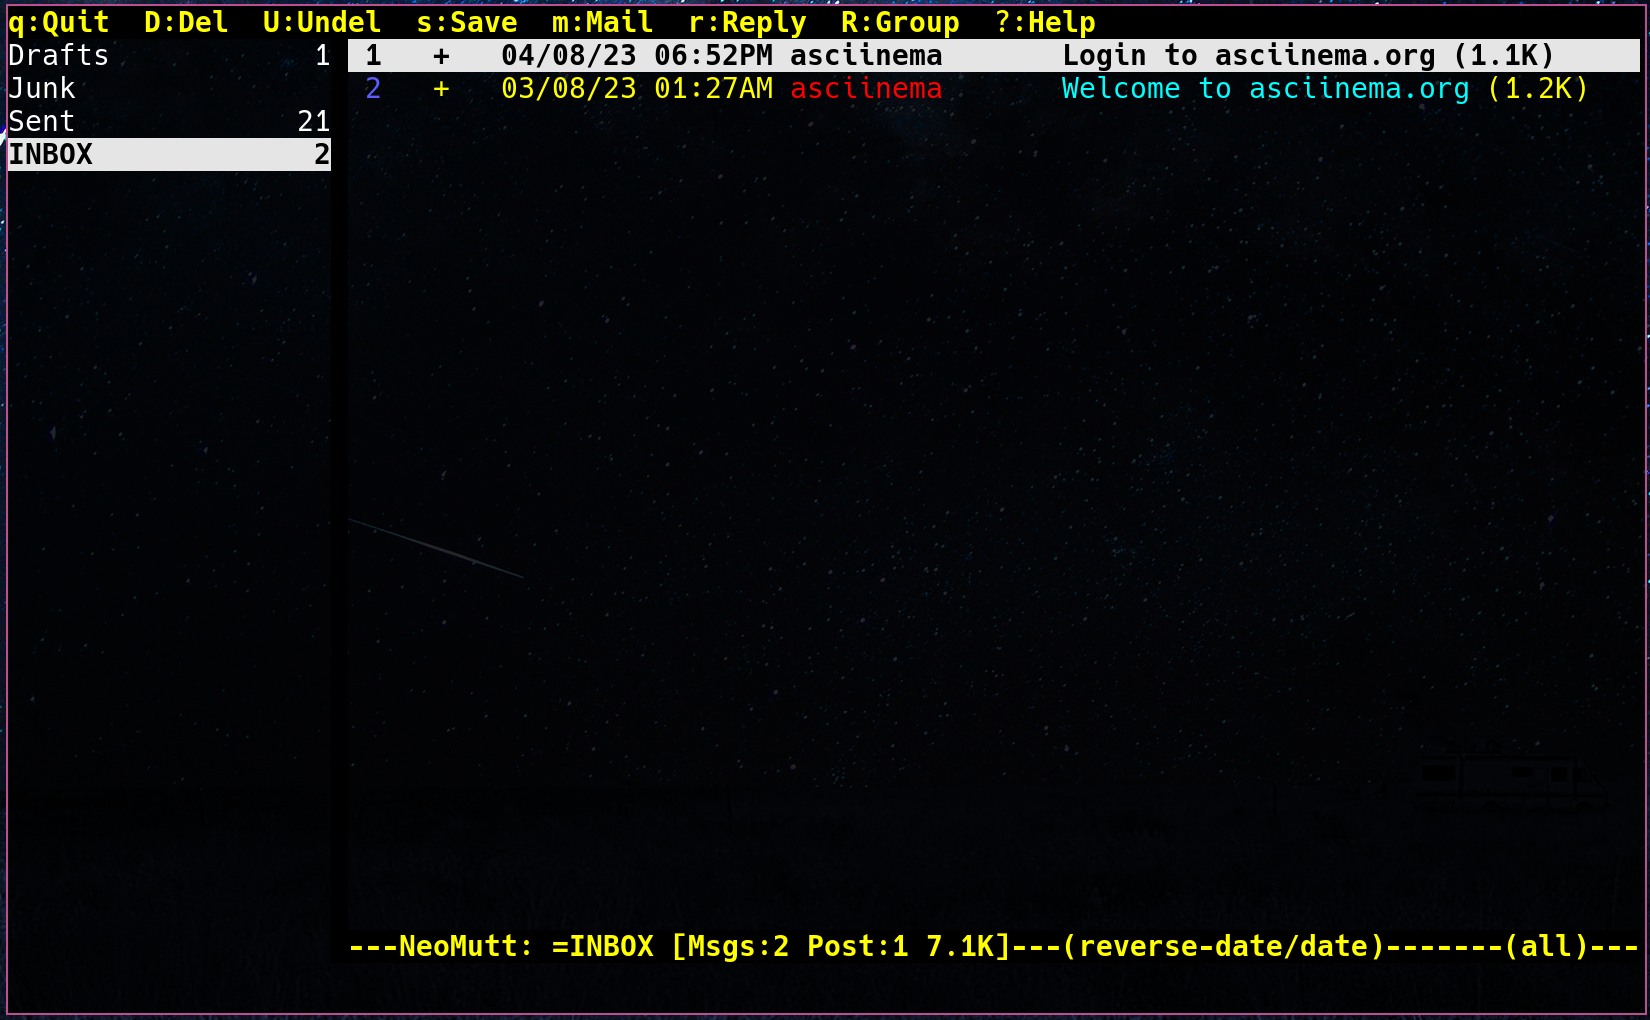 q:Quit  D:Del  U:Undel  s:Save  m:Mail  r:Reply  R:Group  ?:Help
Drafts 1
Junk
Sent 21
INBOX 2
1 + 04/08/23 06:52PM asciinema Login to asciinema.org (1.1K)
2 + 03/08/23 01:27AM asciinema Welcome to asciinema.org (1.2K)
---NeoMutt: =INBOX [Msgs:2 Post:1 7.1K]---(reverse-date/date)-------(all)---